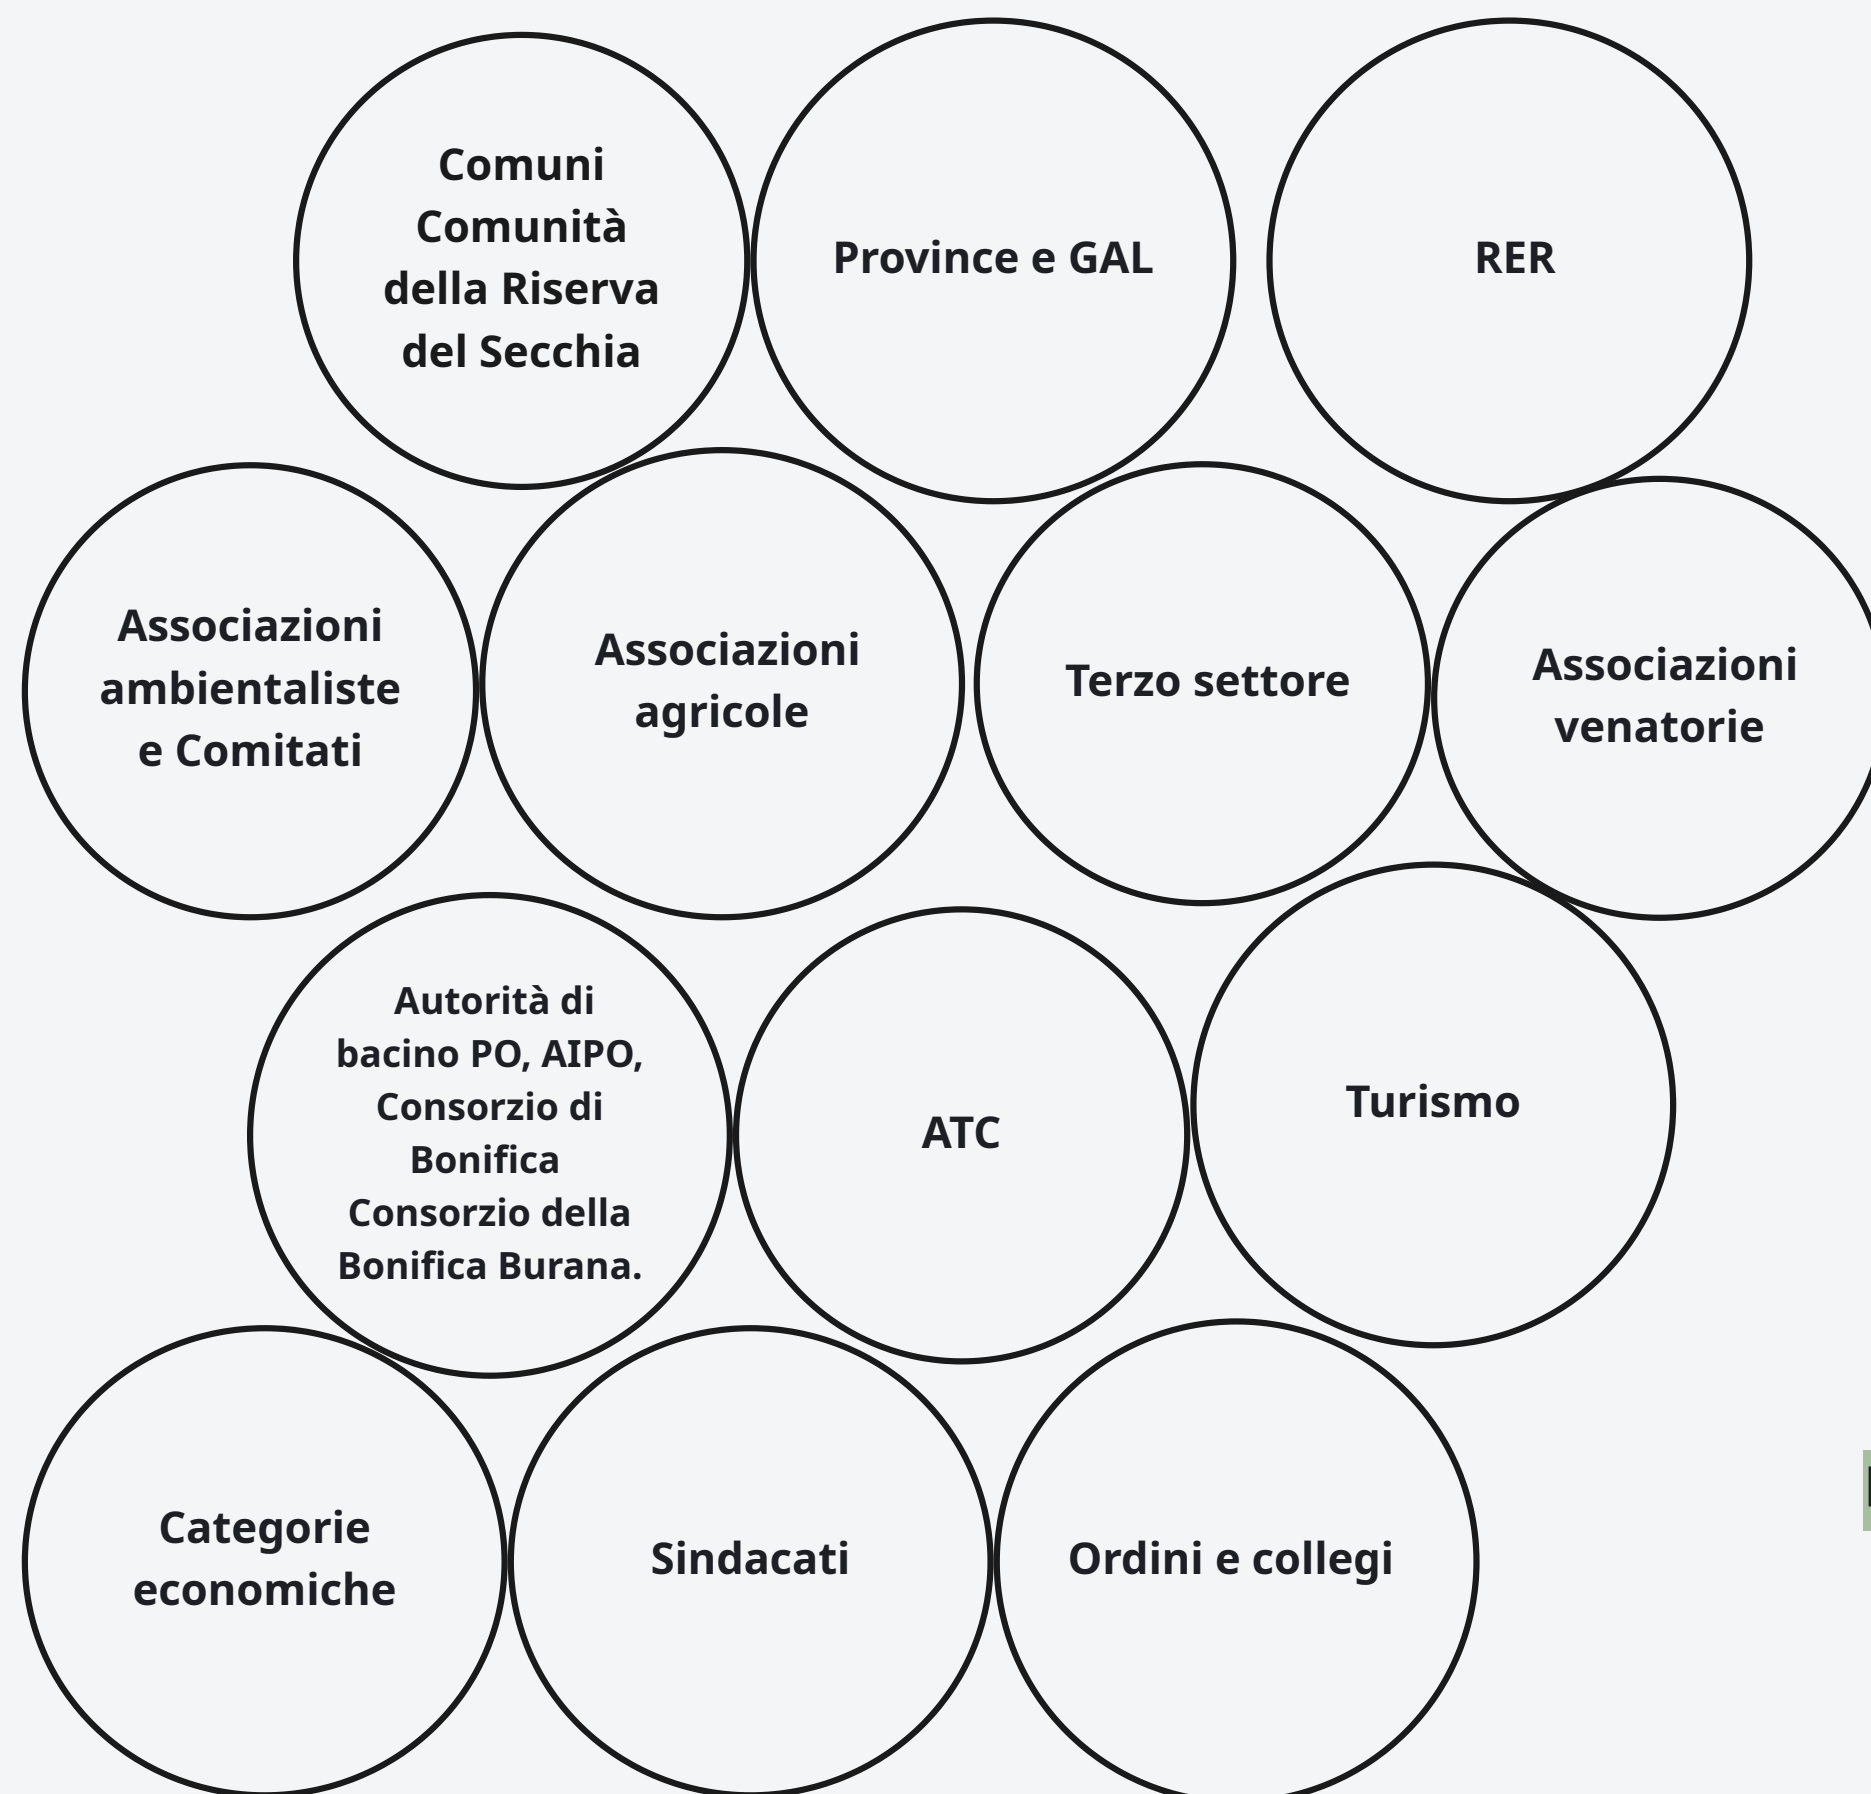 Comuni
Comunità
della Riserva
del Secchia
Province e GAL
RER
Associazioni
ambientaliste
e Comitati
Associazioni
agricole
Terzo settore
Associazioni
venatorie
Autorità di
bacino PO, AIPO,
Consorzio di
Bonifica
Consorzio della
Bonifica Burana.
ATC
Turismo
Categorie
economiche
Sindacati
Ordini e collegi